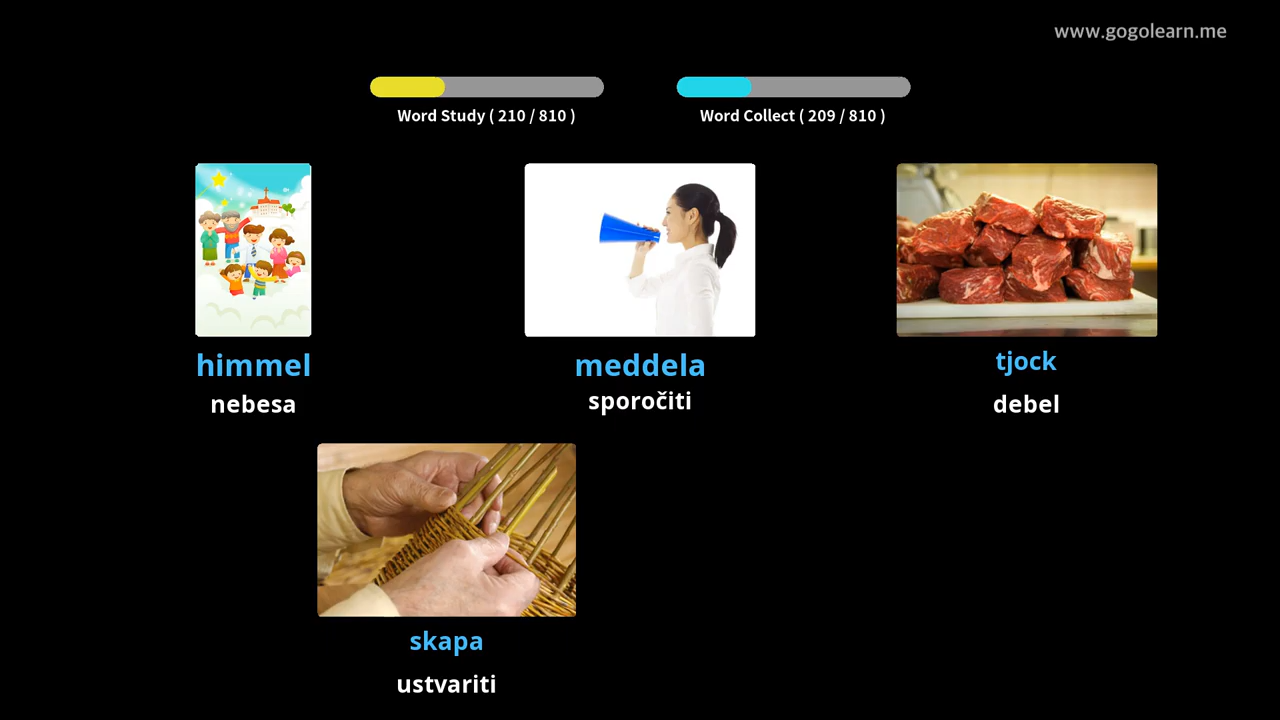 www.gogolearn.me
Word Study ( 210 / 810 )
Word Collect ( 209 / 810 )
himmel
nebesa
meddela
sporočiti
tjock
debel
skapa
ustvariti